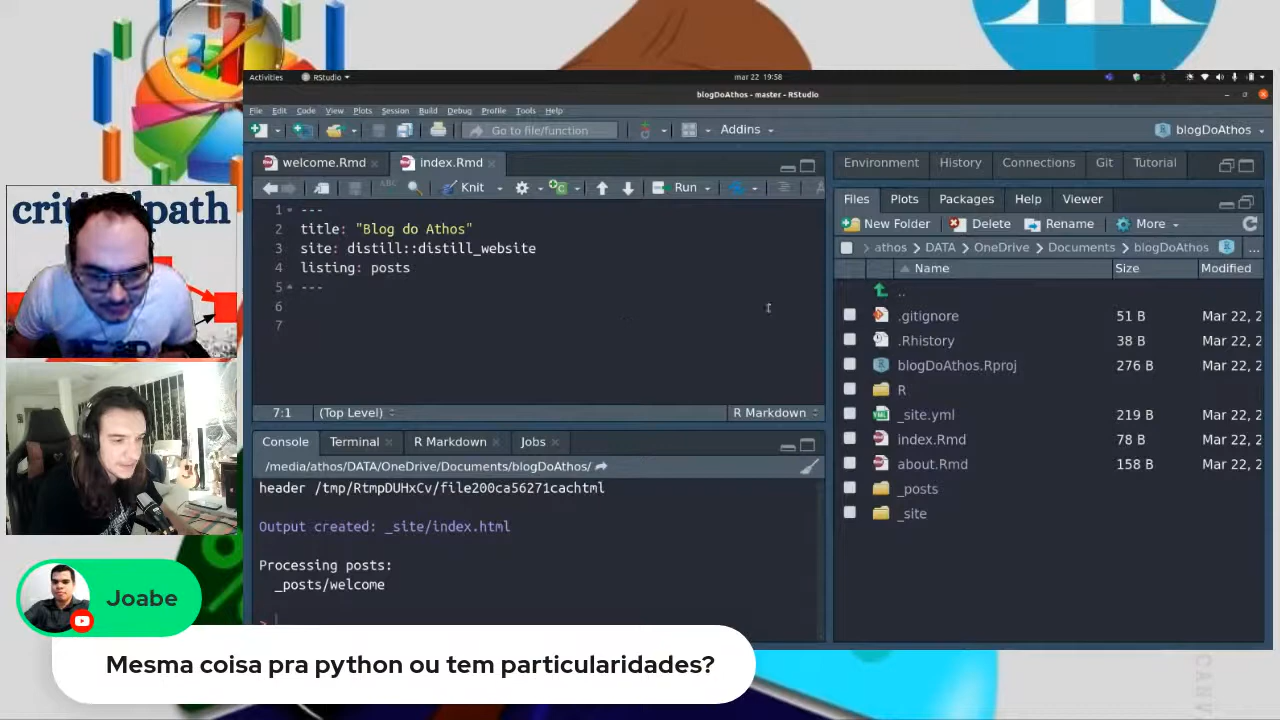 Activities RStudio mar 22 19:58
blogDoAthos - master - RStudio
File Edit Code View Plots Session Build Debug Profile Tools Help
Go to file/function Addins blogDoAthos
welcome.Rmd index.Rmd
Knit Run
1 ---
2 title: "Blog do Athos"
3 site: distill::distill_website
4 listing: posts
5 ---
6
7
7:1 (Top Level) R Markdown
Console Terminal R Markdown Jobs
/media/athos/DATA/OneDrive/Documents/blogDoAthos/
header /tmp/RtmpDUHxCv/file200ca56271cachtml
Output created: _site/index.html
Processing posts:
_posts/welcome
>
Environment History Connections Git Tutorial
Files Plots Packages Help Viewer
New Folder Delete Rename More
athos DATA OneDrive Documents blogDoAthos ...
Name Size Modified
..
.gitignore 51 B Mar 22, 2
.Rhistory 38 B Mar 22, 2
blogDoAthos.Rproj 276 B Mar 22, 2
R
_site.yml 219 B Mar 22, 2
index.Rmd 78 B Mar 22, 2
about.Rmd 158 B Mar 22, 2
_posts
_site
Joabe
Mesma coisa pra python ou tem particularidades?